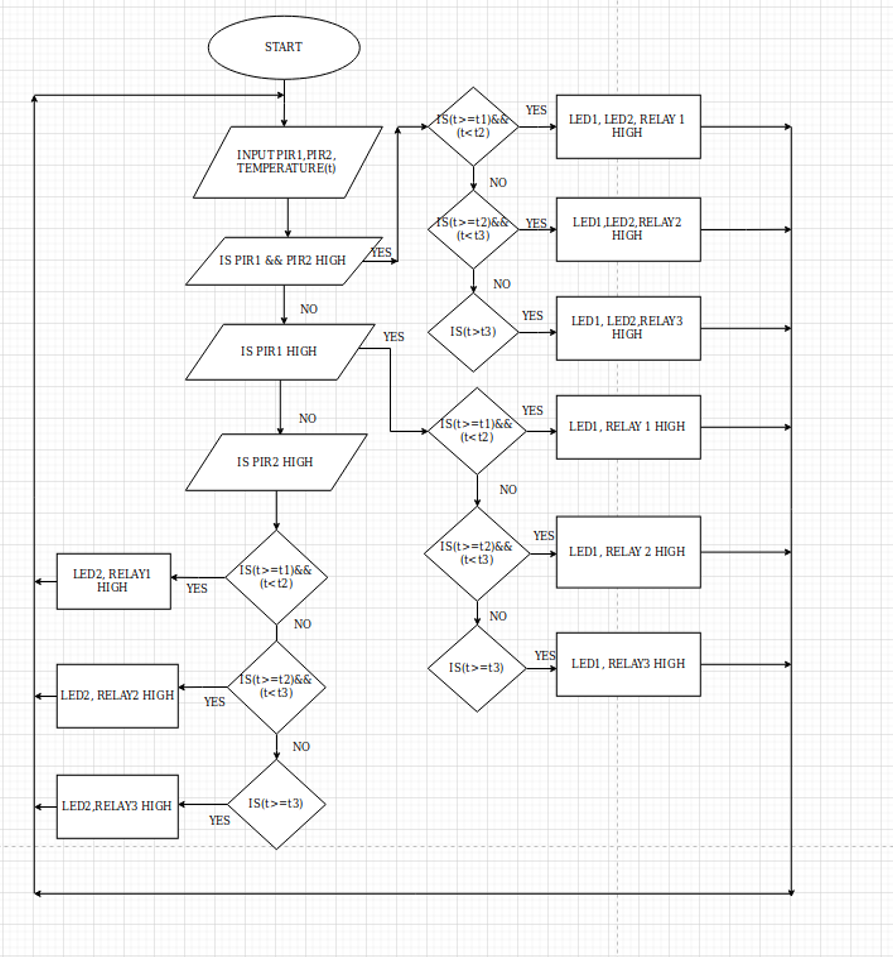 START
INPUT PIR1,PIR2,
TEMPERATURE(t)
IS PIR1 && PIR2 HIGH
YES
NO
IS PIR1 HIGH
YES
NO
IS PIR2 HIGH
IS(t>=t1)&&
(t<t2)
YES
LED2, RELAY1
HIGH
NO
IS(t>=t2)&&
(t<t3)
YES
LED2, RELAY2 HIGH
NO
IS(t>=t3)
YES
LED2,RELAY3 HIGH
IS(t>=t1)&&
(t<t2)
YES
LED1, LED2, RELAY 1
HIGH
NO
IS(t>=t2)&&
(t<t3)
YES
LED1,LED2,RELAY2
HIGH
NO
IS(t>t3)
YES
LED1, LED2,RELAY3
HIGH
IS(t>=t1)&&
(t<t2)
YES
LED1, RELAY 1 HIGH
NO
IS(t>=t2)&&
(t<t3)
YES
LED1, RELAY 2 HIGH
NO
IS(t>=t3)
YES
LED1, RELAY3 HIGH